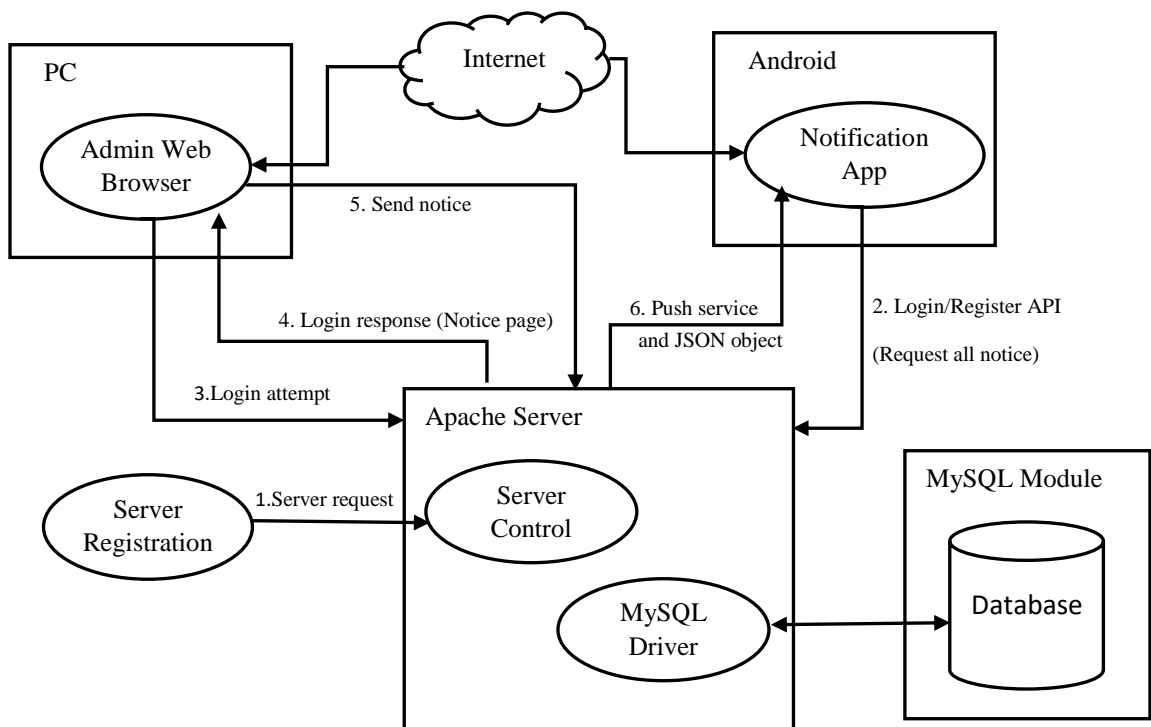 PC
Internet
Android
Admin Web
Browser
Notification
App
5. Send notice
4. Login response (Notice page)
6. Push service
and JSON object
2. Login/Register API
(Request all notice)
3.Login attempt
Apache Server
MySQL Module
1.Server request
Server
Registration
Server
Control
Database
MySQL
Driver